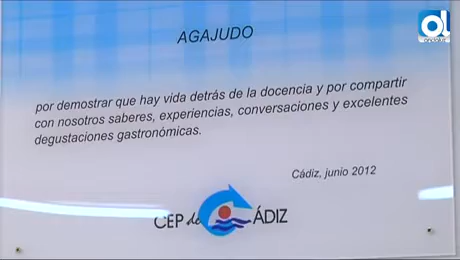 AGAJUDO
por demostrar que hay vida detrás de la docencia y por compartir
con nosotros saberes, experiencias, conversaciones y excelentes
degustaciones gastronómicas.
Cádiz, junio 2012
CEP de CÁDIZ